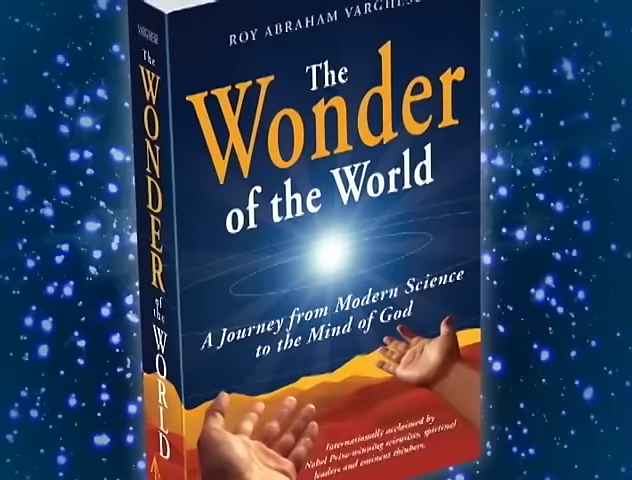 ROY ABRAHAM VARGHESE
The
Wonder
of the World
A Journey from Modern Science
to the Mind of God
Internationally acclaimed by
Nobel Prize-winning scientists, spiritual
leaders and eminent thinkers.
VARGHESE
The
WONDER
of
the
WORLD